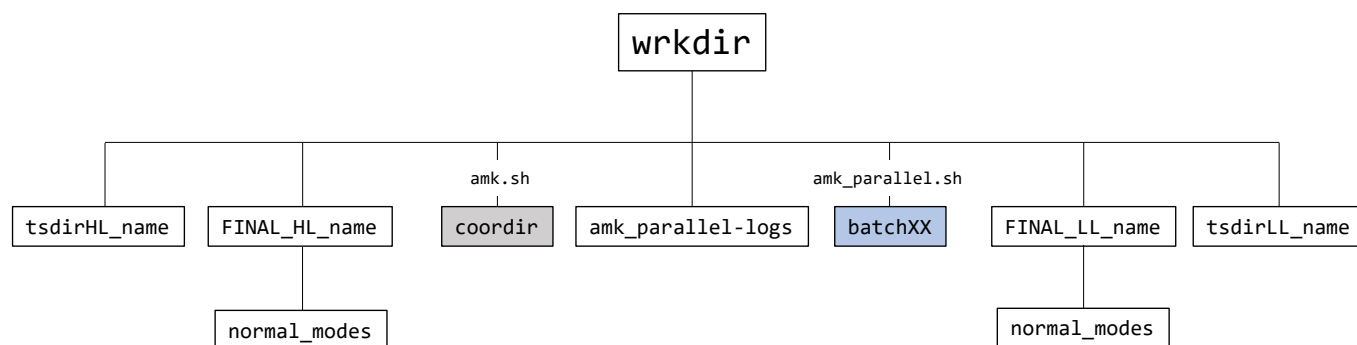 wrkdir
amk.sh
amk_parallel.sh
tsdirHL_name
FINAL_HL_name
coordir
amk_parallel-logs
batchXX
FINAL_LL_name
tsdirLL_name
normal_modes
normal_modes